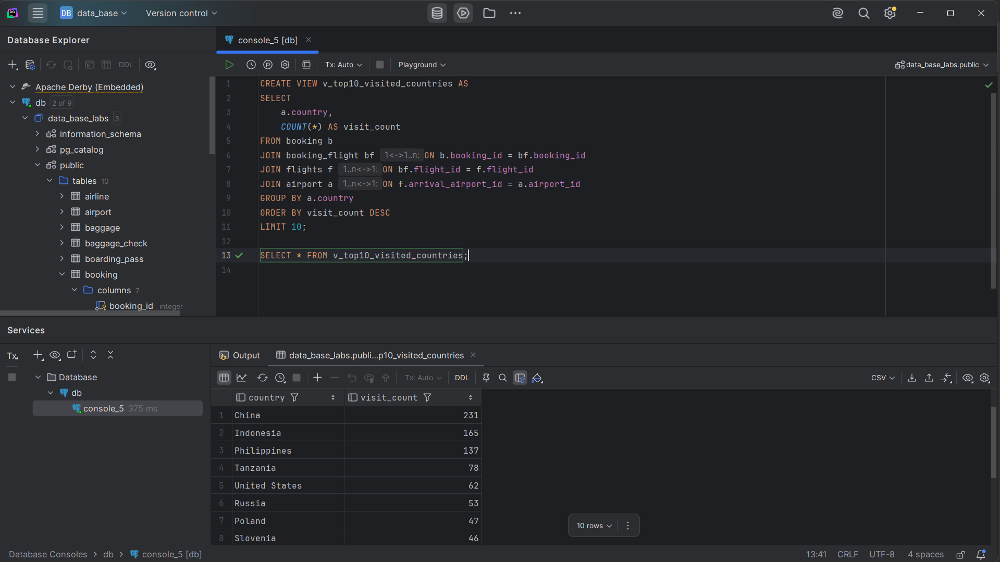 DB data_base Version control
Database Explorer
console_5 [db]
DDL
Tx: Auto Playground data_base_labs.public
Apache Derby (Embedded)
db 2 of 9
data_base_labs 3
information_schema
pg_catalog
public
tables 10
airline
airport
baggage
baggage_check
boarding_pass
booking
columns 7
booking_id integer
1 CREATE VIEW v_top10_visited_countries AS
2 SELECT
3 a.country,
4 COUNT(*) AS visit_count
5 FROM booking b
6 JOIN booking_flight bf 1<->1..n: ON b.booking_id = bf.booking_id
7 JOIN flights f 1..n<->1: ON bf.flight_id = f.flight_id
8 JOIN airport a 1..n<->1: ON f.arrival_airport_id = a.airport_id
9 GROUP BY a.country
10 ORDER BY visit_count DESC
11 LIMIT 10;
12
13 SELECT * FROM v_top10_visited_countries;
14
Services
Tx
Database
db
console_5 375 ms
Output data_base_labs.publi...p10_visited_countries
Tx: Auto DDL CSV
country visit_count
1 China 231
2 Indonesia 165
3 Philippines 137
4 Tanzania 78
5 United States 62
6 Russia 53
7 Poland 47
8 Slovenia 46
10 rows
Database Consoles > db > console_5 [db]
13:41 CRLF UTF-8 4 spaces